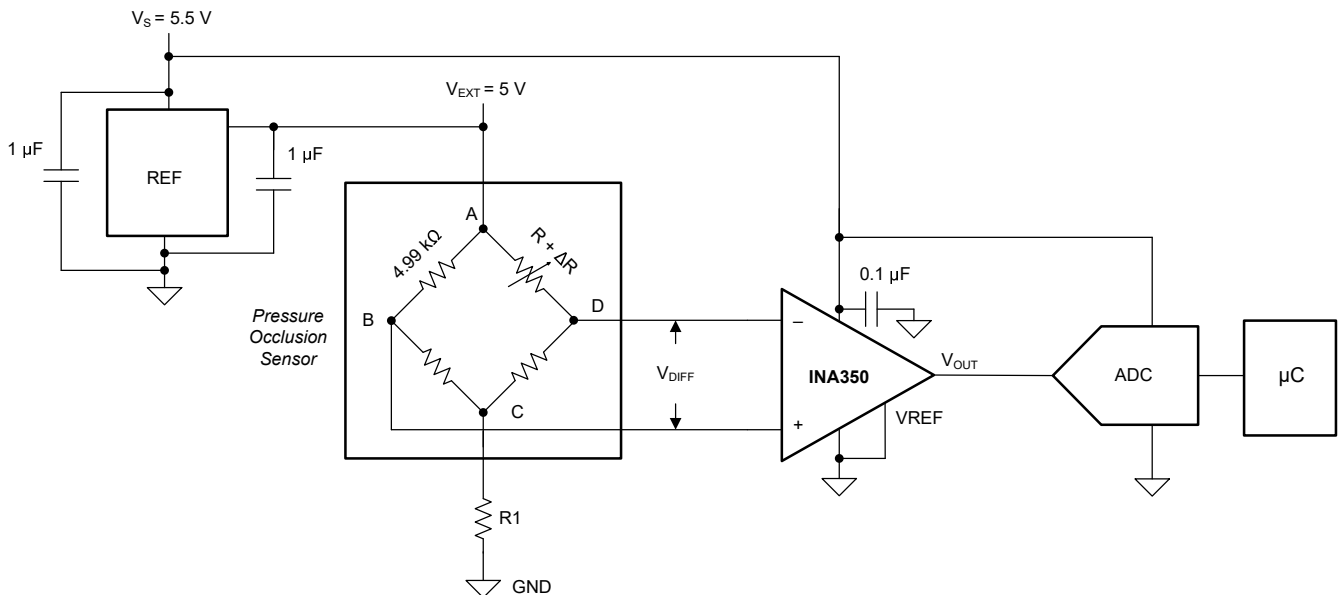 V_S = 5.5 V
V_EXT = 5 V
1 µF
1 µF
REF
A
4.99 kΩ
R + ΔR
B
D
C
Pressure
Occlusion
Sensor
R1
GND
V_DIFF
0.1 µF
–
+
INA350
VREF
V_OUT
ADC
µC